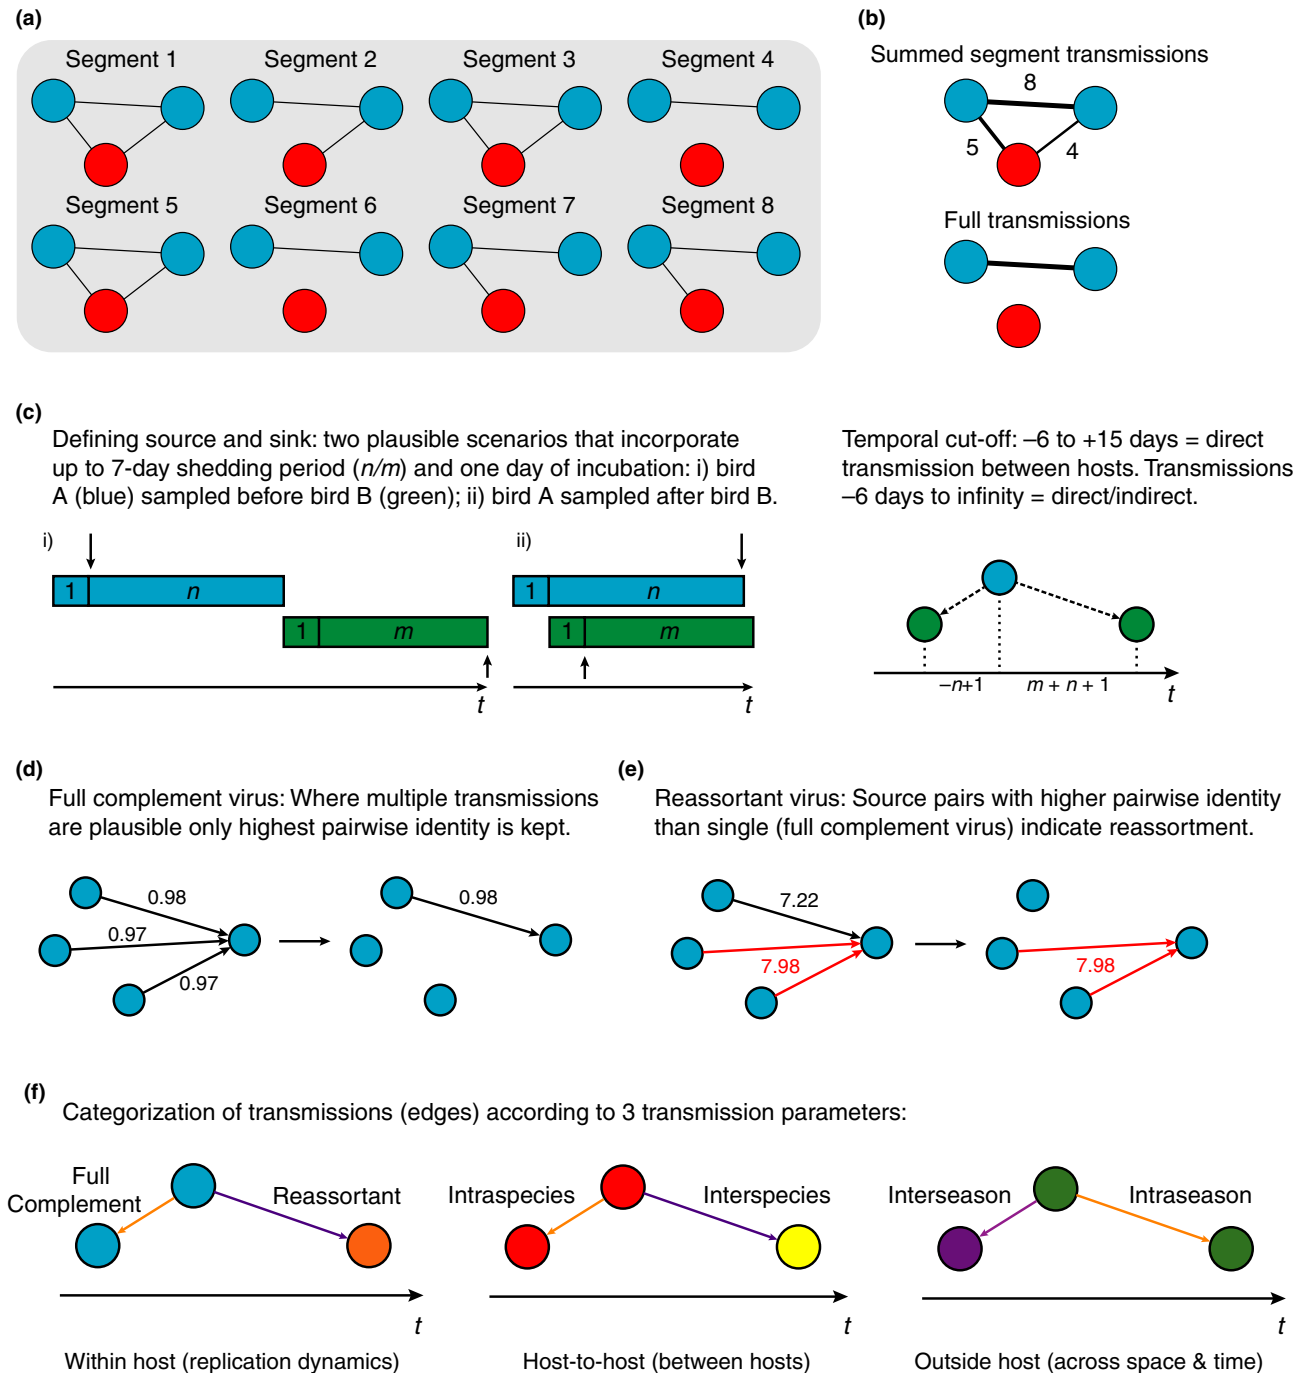 (a)
Segment 1
Segment 2
Segment 3
Segment 4
Segment 5
Segment 6
Segment 7
Segment 8
(b)
Summed segment transmissions
8
5
4
Full transmissions
(c)
Defining source and sink: two plausible scenarios that incorporate
up to 7-day shedding period (n/m) and one day of incubation: i) bird
A (blue) sampled before bird B (green); ii) bird A sampled after bird B.
i)
1
n
1
m
t
ii)
1
n
1
m
t
Temporal cut-off: –6 to +15 days = direct
transmission between hosts. Transmissions
–6 days to infinity = direct/indirect.
–n+1
m + n + 1
t
(d)
Full complement virus: Where multiple transmissions
are plausible only highest pairwise identity is kept.
0.98
0.97
0.97
0.98
(e)
Reassortant virus: Source pairs with higher pairwise identity
than single (full complement virus) indicate reassortment.
7.22
7.98
7.98
(f)
Categorization of transmissions (edges) according to 3 transmission parameters:
Full
Complement
Reassortant
t
Within host (replication dynamics)
Intraspecies
Interspecies
t
Host-to-host (between hosts)
Interseason
Intraseason
t
Outside host (across space & time)